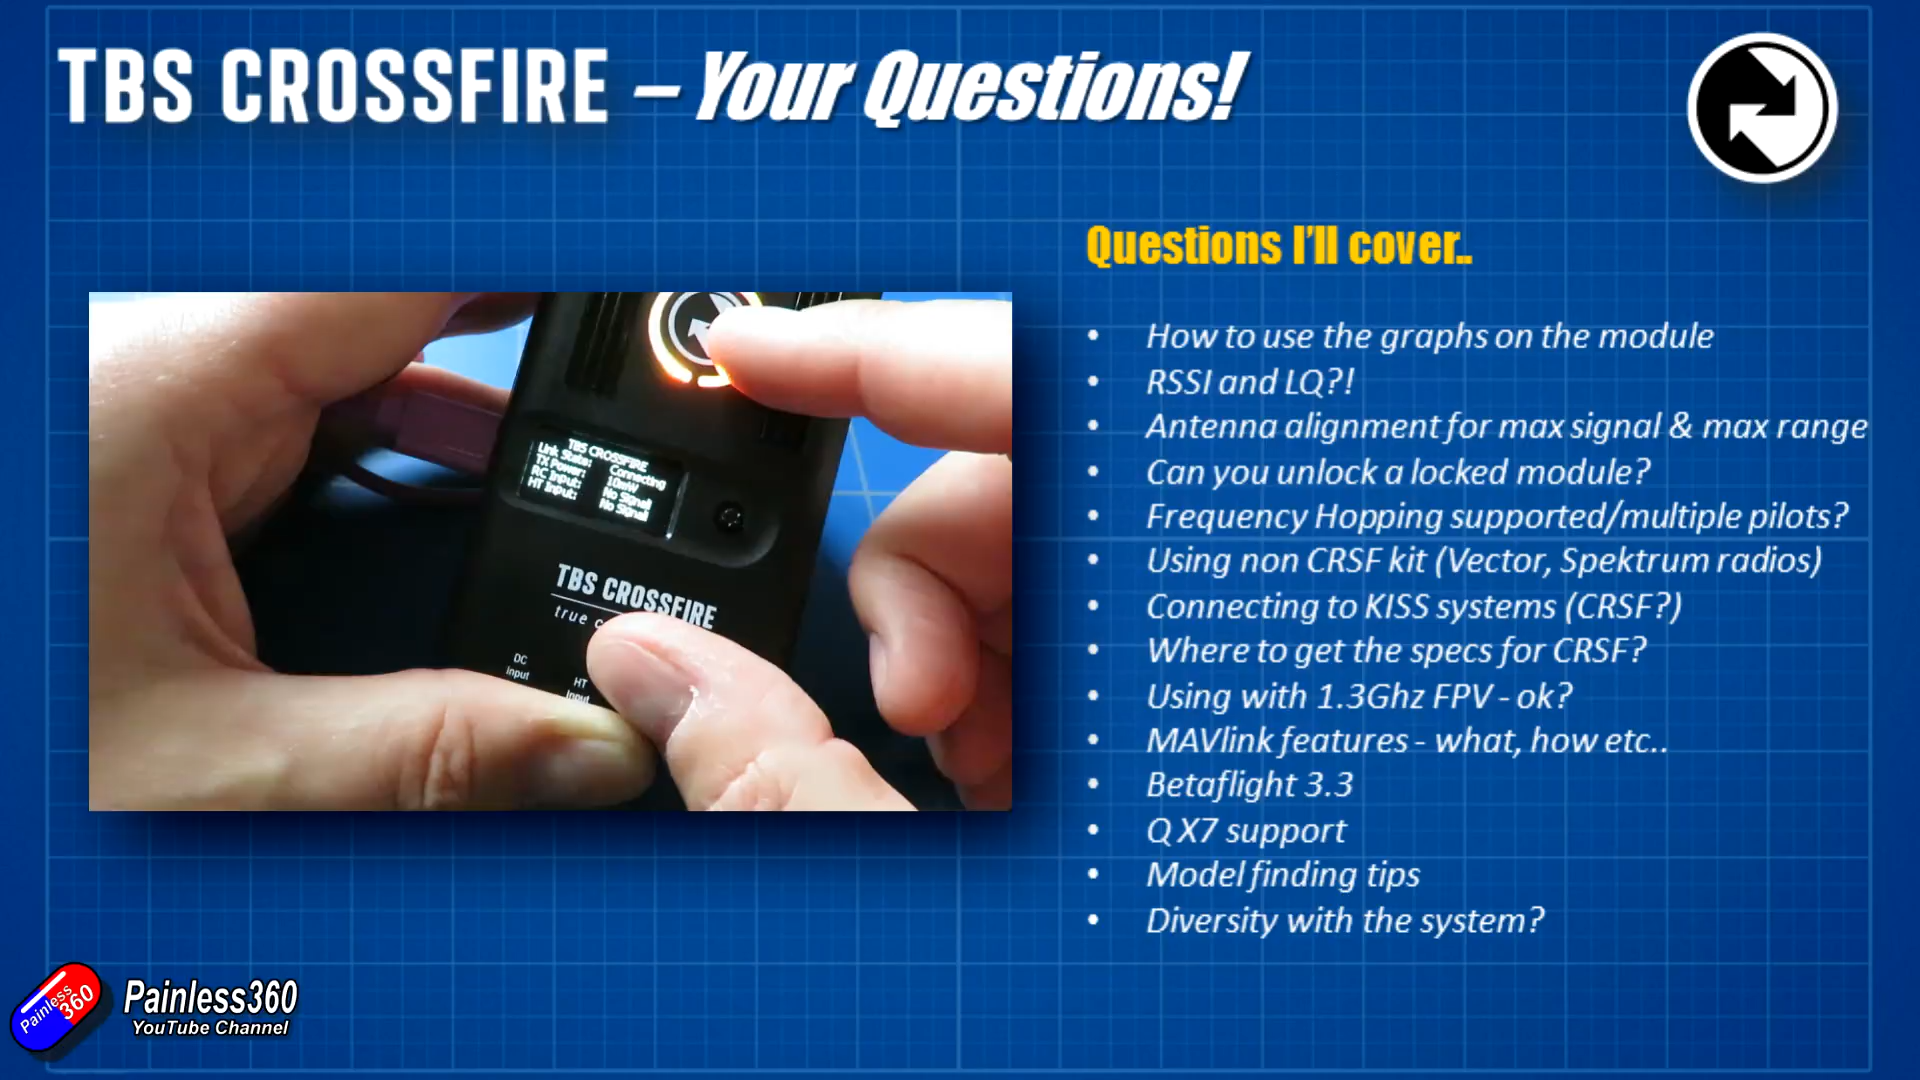 TBS CROSSFIRE – Your Questions!
Questions I'll cover..
• How to use the graphs on the module
• RSSI and LQ?!
• Antenna alignment for max signal & max range
• Can you unlock a locked module?
• Frequency Hopping supported/multiple pilots?
• Using non CRSF kit (Vector, Spektrum radios)
• Connecting to KISS systems (CRSF?)
• Where to get the specs for CRSF?
• Using with 1.3Ghz FPV - ok?
• MAVlink features - what, how etc..
• Betaflight 3.3
• Q X7 support
• Model finding tips
• Diversity with the system?
TBS CROSSFIRE
Link State: Connecting
TX Power: 10mW
RC Input: No Signal!
HT Input: No Signal!
TBS CROSSFIRE
true
DC
Input
HT
Input
Painless
360
Painless360
YouTube Channel